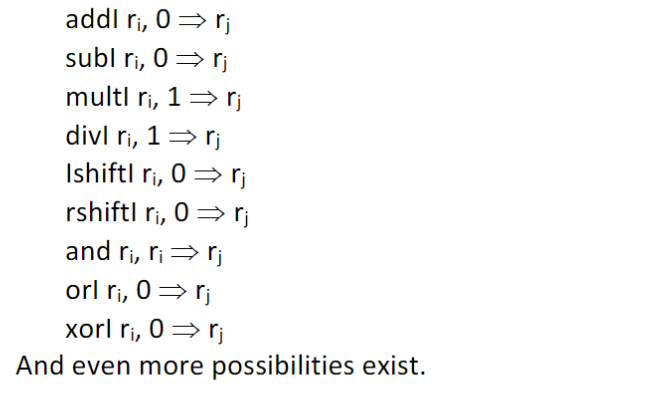 addI rᵢ, 0 ⇒ rⱼ
subI rᵢ, 0 ⇒ rⱼ
multI rᵢ, 1 ⇒ rⱼ
divI rᵢ, 1 ⇒ rⱼ
lshiftI rᵢ, 0 ⇒ rⱼ
rshiftI rᵢ, 0 ⇒ rⱼ
and rᵢ, rᵢ ⇒ rⱼ
orI rᵢ, 0 ⇒ rⱼ
xorI rᵢ, 0 ⇒ rⱼ
And even more possibilities exist.